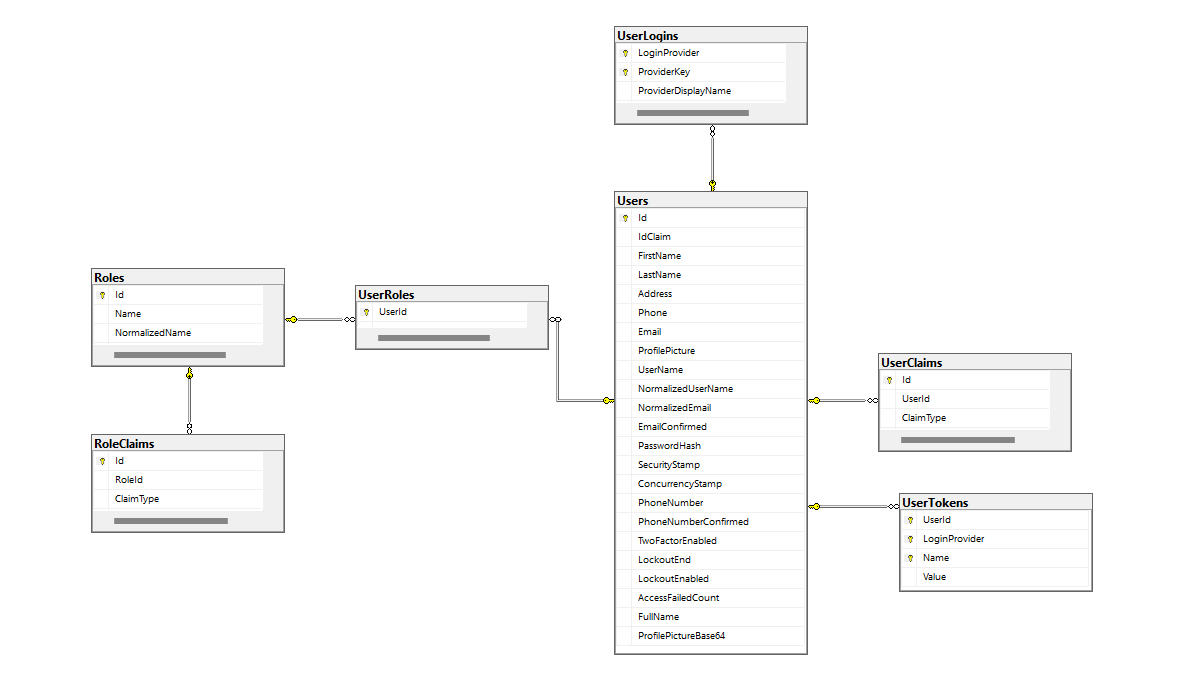 UserLogins
LoginProvider
ProviderKey
ProviderDisplayName
Users
Id
IdClaim
FirstName
LastName
Address
Phone
Email
ProfilePicture
UserName
NormalizedUserName
NormalizedEmail
EmailConfirmed
PasswordHash
SecurityStamp
ConcurrencyStamp
PhoneNumber
PhoneNumberConfirmed
TwoFactorEnabled
LockoutEnd
LockoutEnabled
AccessFailedCount
FullName
ProfilePictureBase64
Roles
Id
Name
NormalizedName
UserRoles
UserId
RoleClaims
Id
RoleId
ClaimType
UserClaims
Id
UserId
ClaimType
UserTokens
UserId
LoginProvider
Name
Value